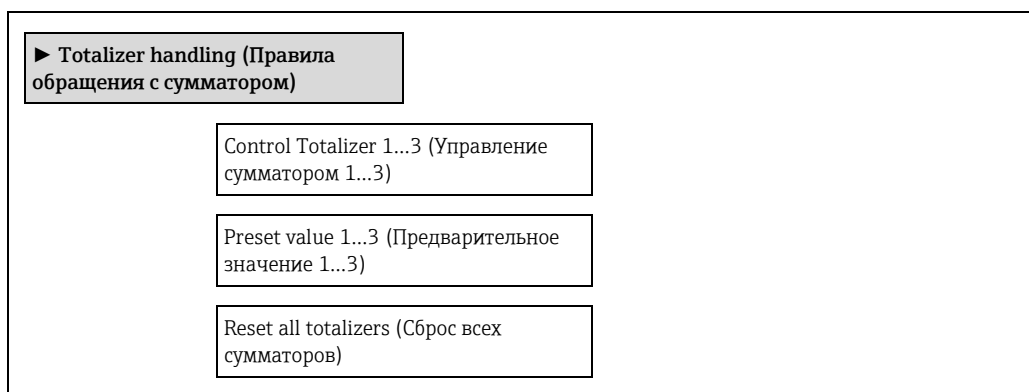 ► Totalizer handling (Правила
обращения с сумматором)
Control Totalizer 1…3 (Управление
сумматором 1…3)
Preset value 1…3 (Предварительное
значение 1…3)
Reset all totalizers (Сброс всех
сумматоров)